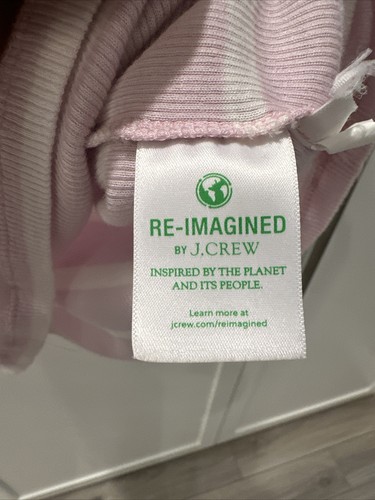 RE-IMAGINED
BY J.CREW
INSPIRED BY THE PLANET
AND ITS PEOPLE.
Learn more at
jcrew.com/reimagined